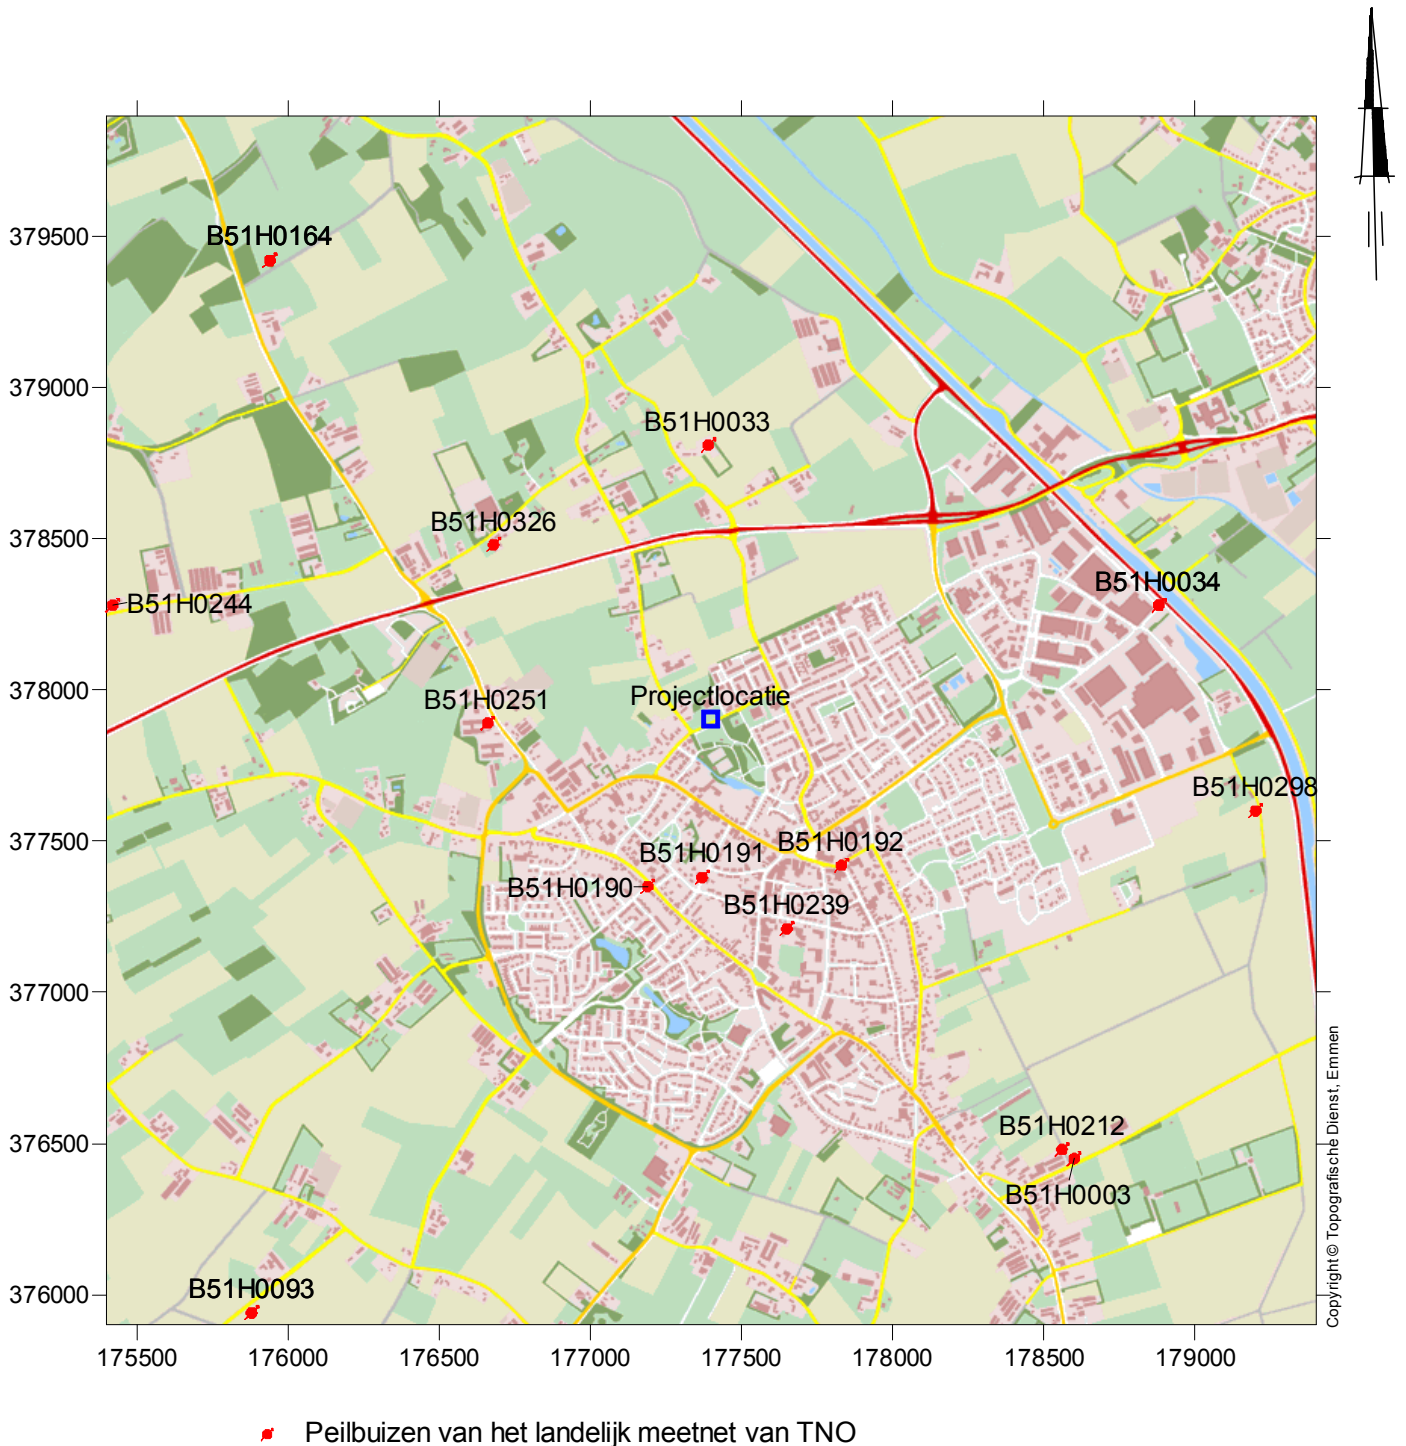 379500
B51H0164
379000
B51H0033
B51H0326
378500
B51H0034
B51H0244
378000
B51H0251
Projectlocatie
B51H0298
377500
B51H0192
B51H0191
B51H0190
B51H0239
377000
376500
B51H0212
B51H0003
376000
B51H0093
Copyright © Topografische Dienst, Emmen
175500 176000 176500 177000 177500 178000 178500 179000
Peilbuizen van het landelijk meetnet van TNO